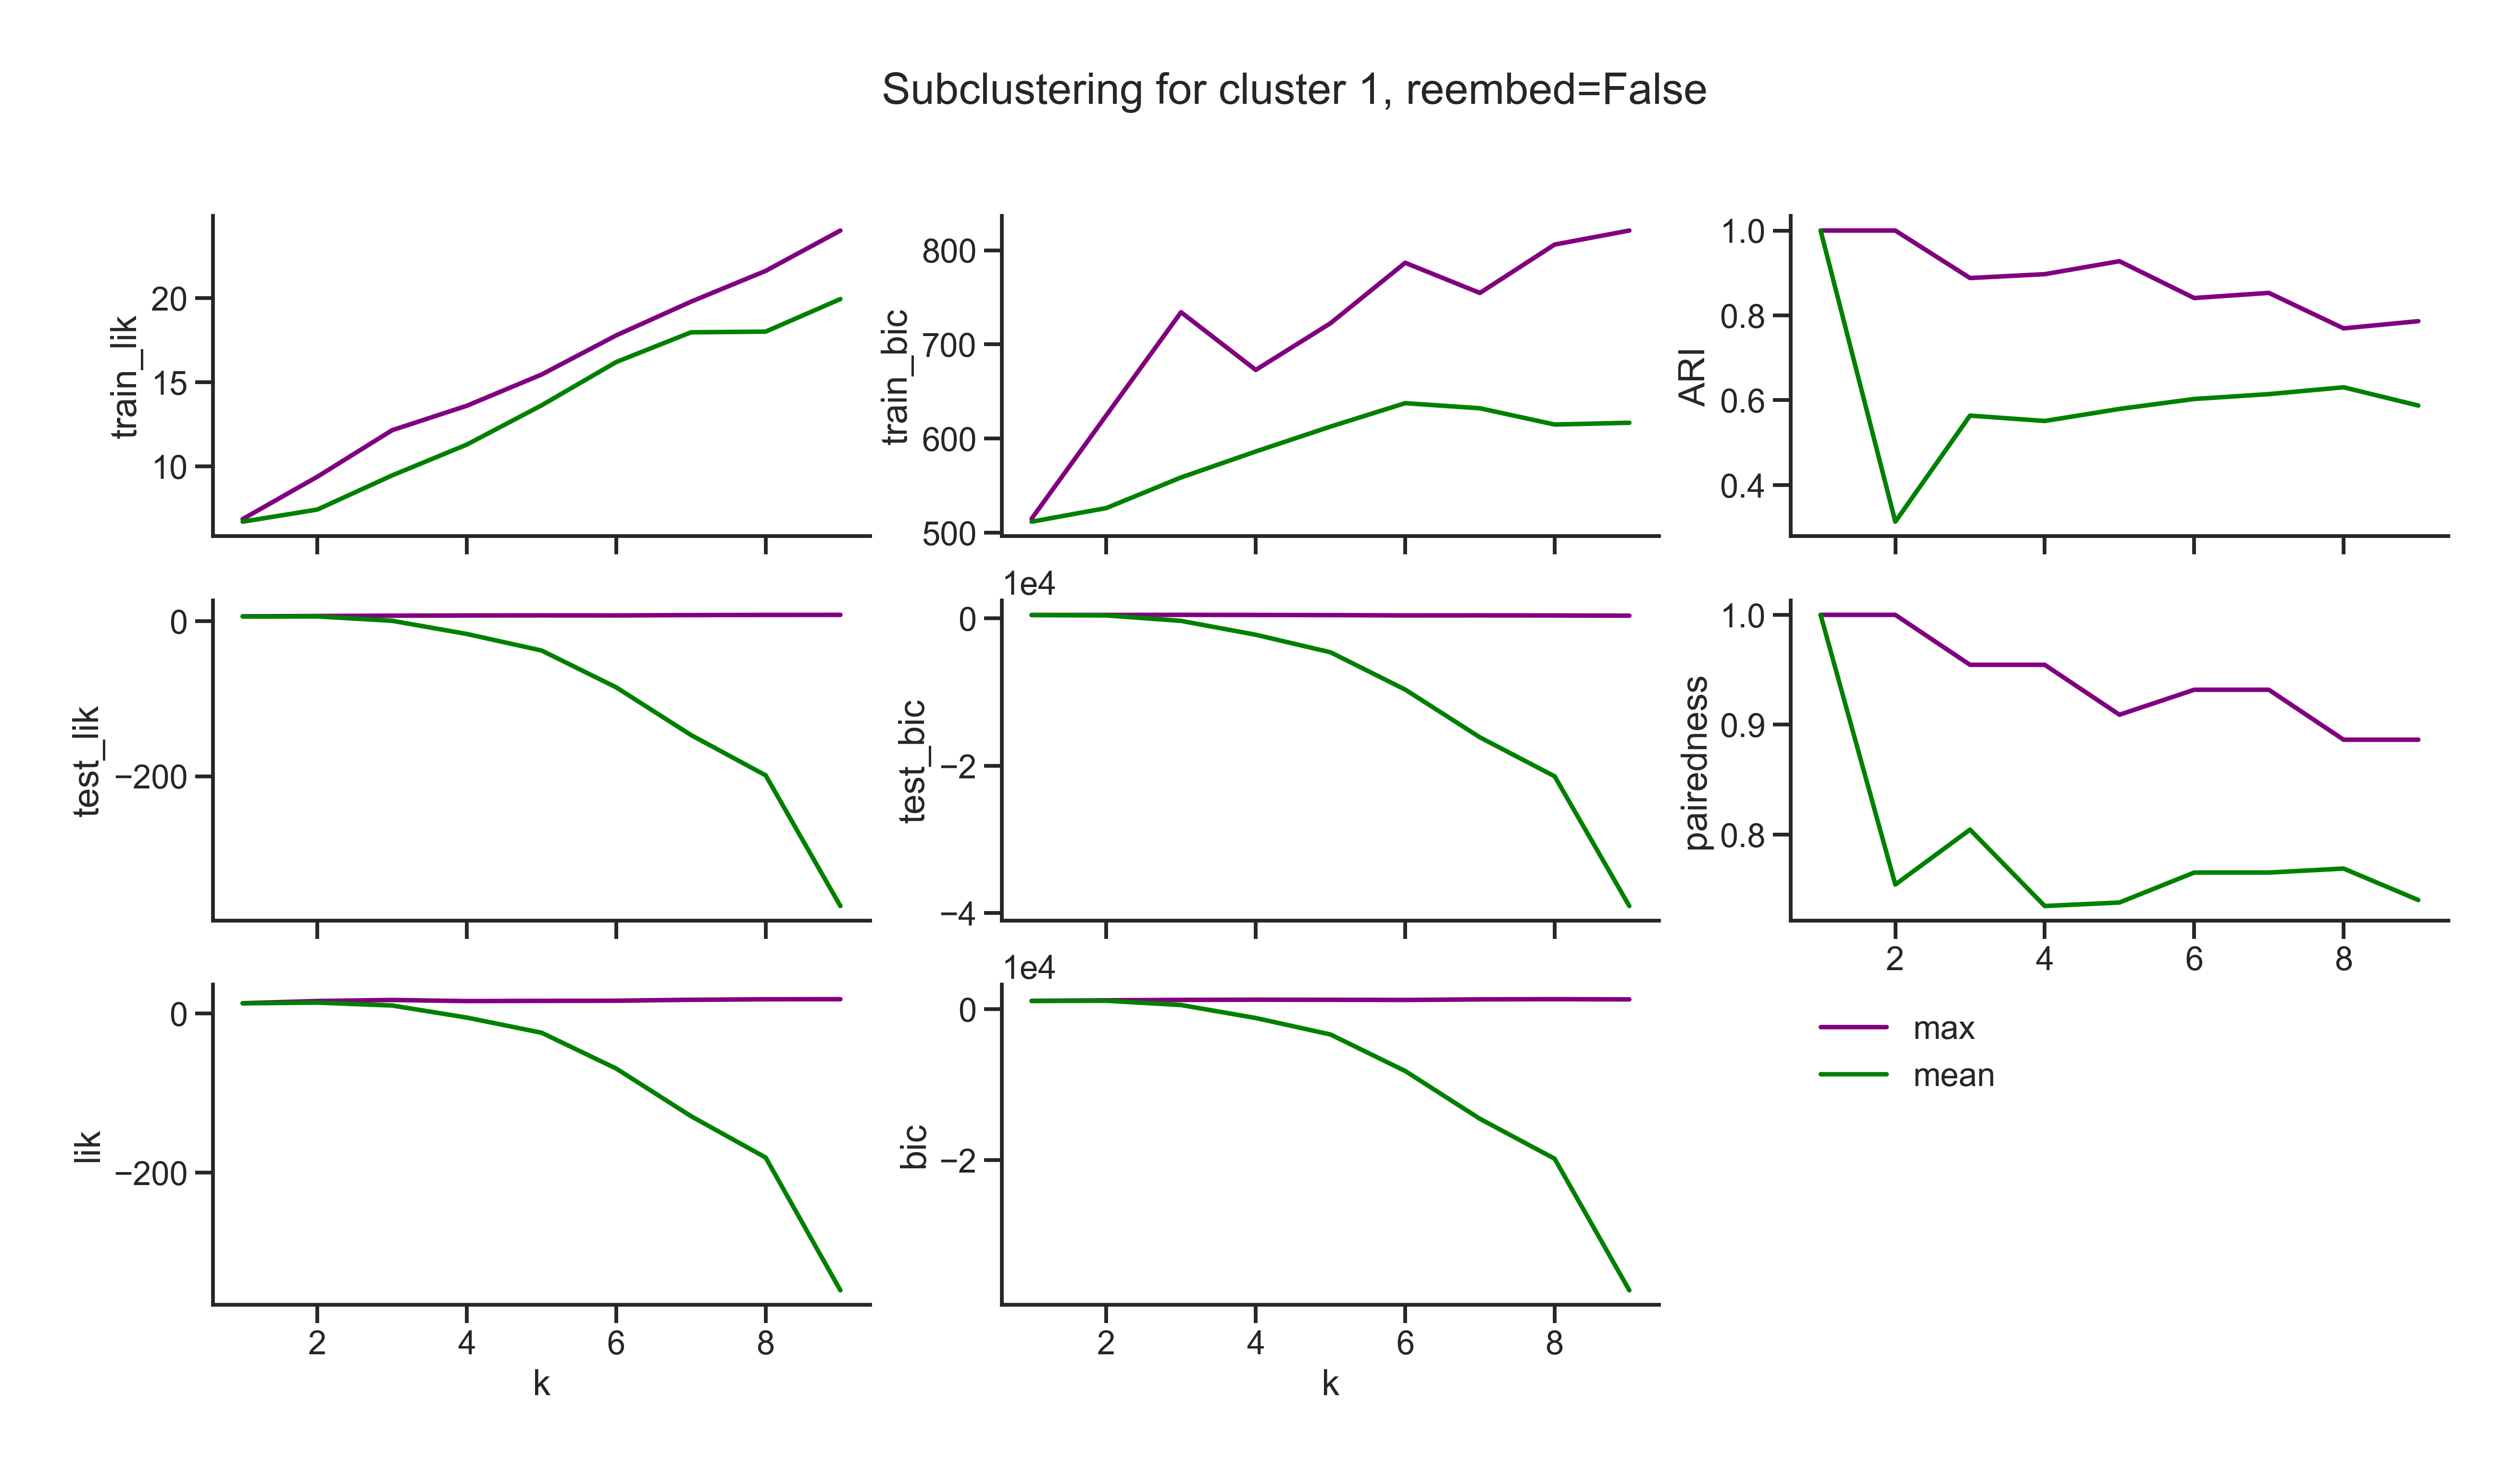 Subclustering for cluster 1, reembed=False
train_lik
20
15
10
train_bic
800
700
600
500
ARI
1.0
0.8
0.6
0.4
test_lik
0
−200
1e4
test_bic
0
−2
−4
pairedness
1.0
0.9
0.8
2 4 6 8
lik
0
−200
2 4 6 8
k
1e4
bic
0
−2
2 4 6 8
k
max
mean